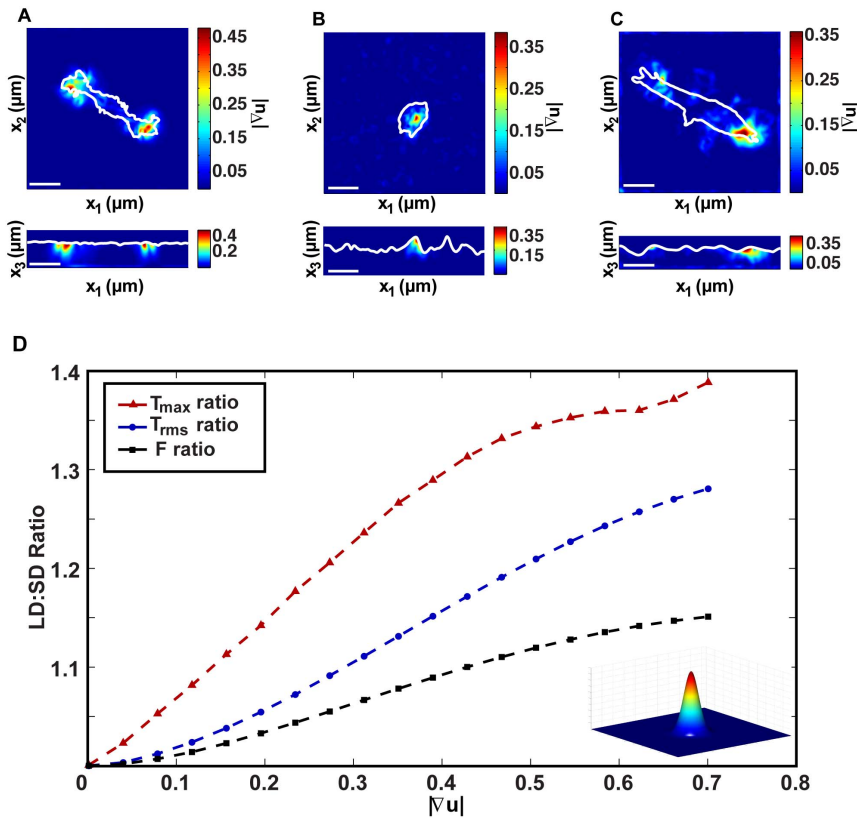 A
B
C
x2 (µm)
0.45
0.35
0.25
0.15
0.05
|∇u|
x1 (µm)
x2 (µm)
0.35
0.25
0.15
0.05
|∇u|
x1 (µm)
x2 (µm)
0.35
0.25
0.15
0.05
|∇u|
x1 (µm)
x3 (µm)
0.4
0.2
x1 (µm)
x3 (µm)
0.35
0.15
x1 (µm)
x3 (µm)
0.35
0.05
x1 (µm)
D
LD:SD Ratio
1.4
1.3
1.2
1.1
Tmax ratio
Trms ratio
F ratio
0 0.1 0.2 0.3 0.4 0.5 0.6 0.7 0.8
|∇u|